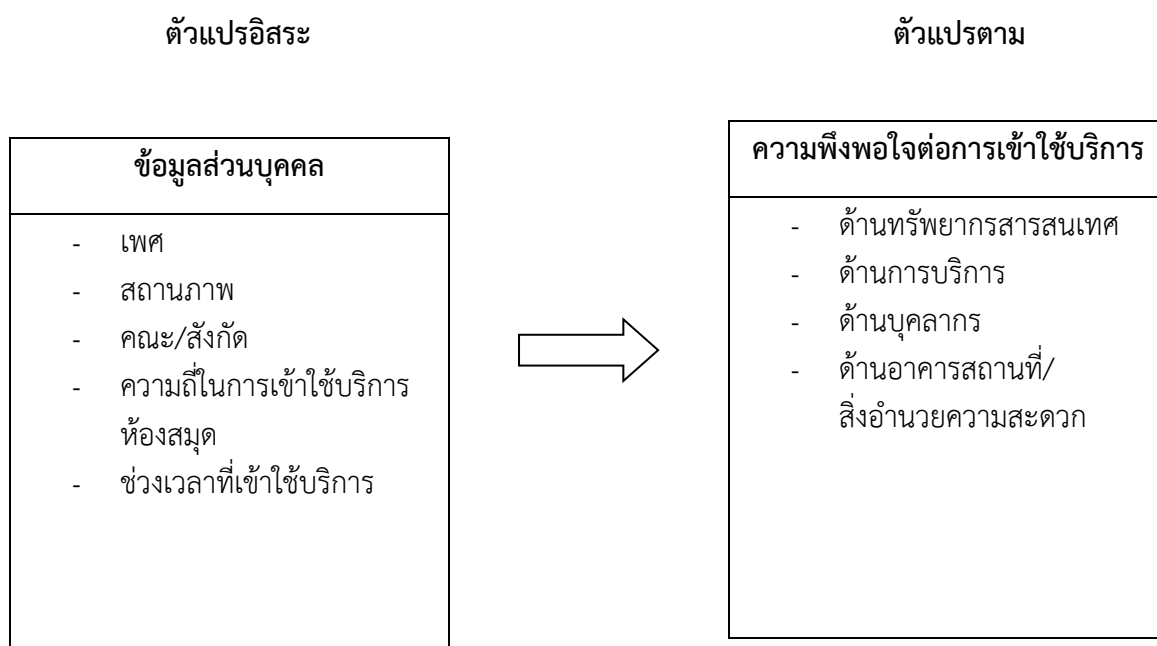 ตัวแปรอิสระ
ตัวแปรตาม
ข้อมูลส่วนบุคคล
- เพศ
- สถานภาพ
- คณะ/สังกัด
- ความถี่ในการเข้าใช้บริการ
ห้องสมุด
- ช่วงเวลาที่เข้าใช้บริการ
ความพึงพอใจต่อการเข้าใช้บริการ
- ด้านทรัพยากรสารสนเทศ
- ด้านการบริการ
- ด้านบุคลากร
- ด้านอาคารสถานที่/
สิ่งอำนวยความสะดวก